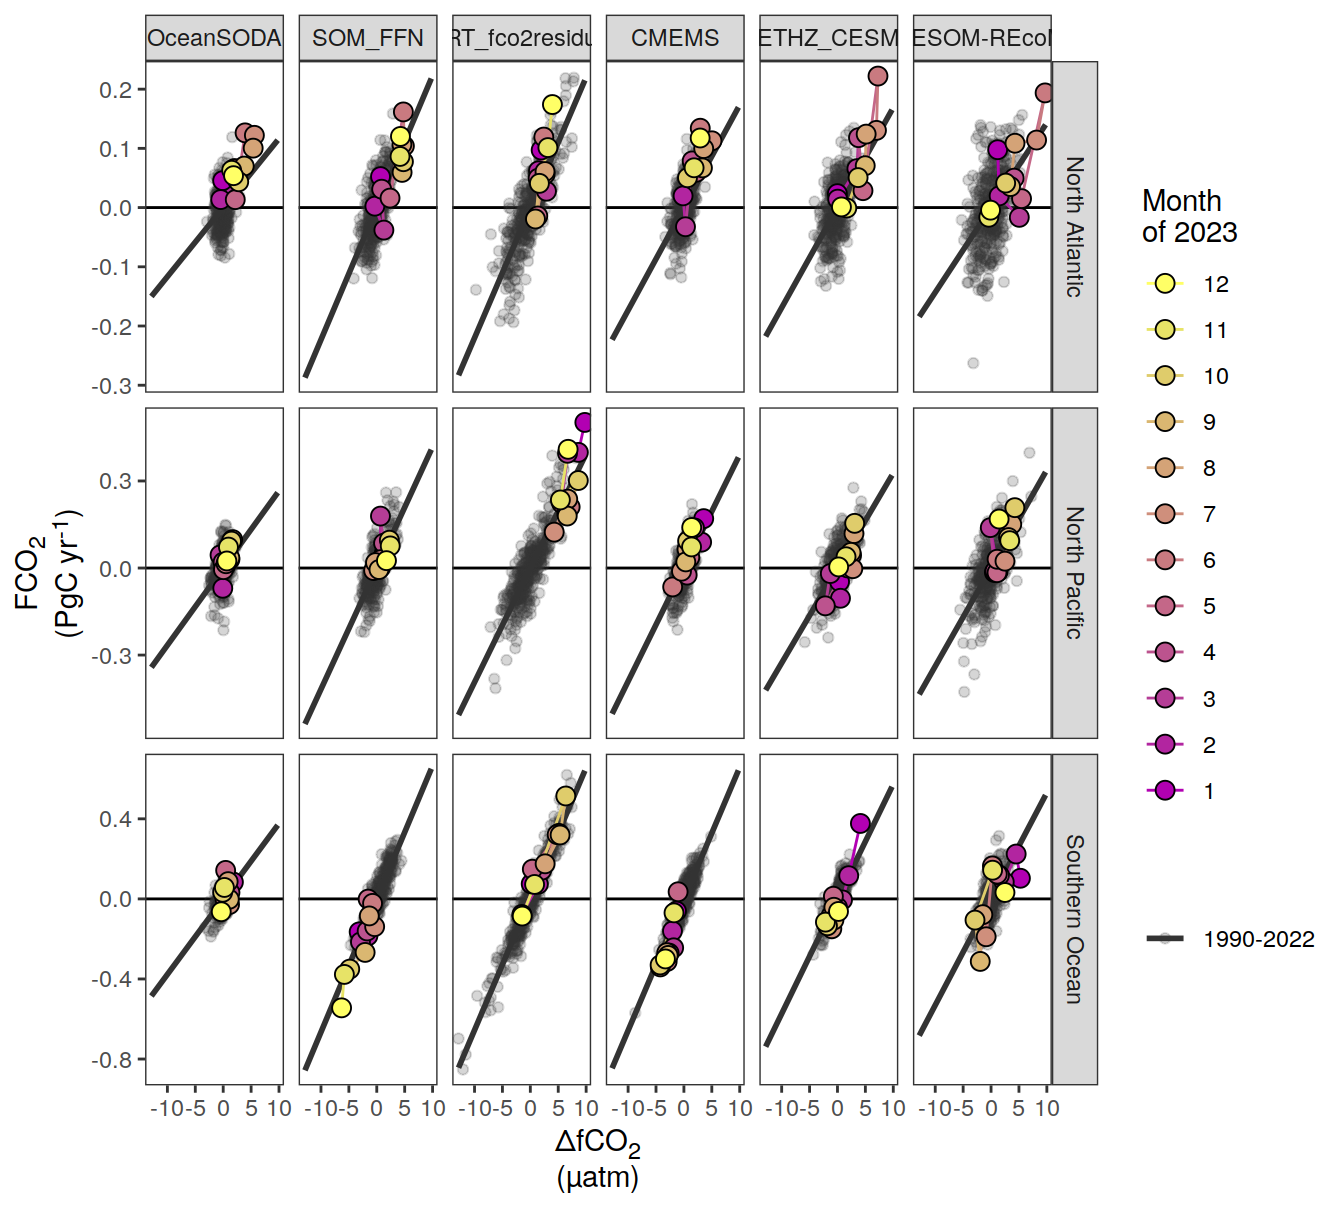 OceanSODA SOM_FFN RT_fco2residu CMEMS ETHZ_CESM ESOM-REcoM
0.2
0.1
0.0
-0.1
-0.2
-0.3
North Atlantic
0.3
0.0
-0.3
North Pacific
0.4
0.0
-0.4
-0.8
Southern Ocean
-10 -5 0 5 10 -10 -5 0 5 10 -10 -5 0 5 10 -10 -5 0 5 10 -10 -5 0 5 10 -10 -5 0 5 10
FCO₂
(PgC yr⁻¹)
ΔfCO₂
(µatm)
Month
of 2023
12
11
10
9
8
7
6
5
4
3
2
1
1990-2022